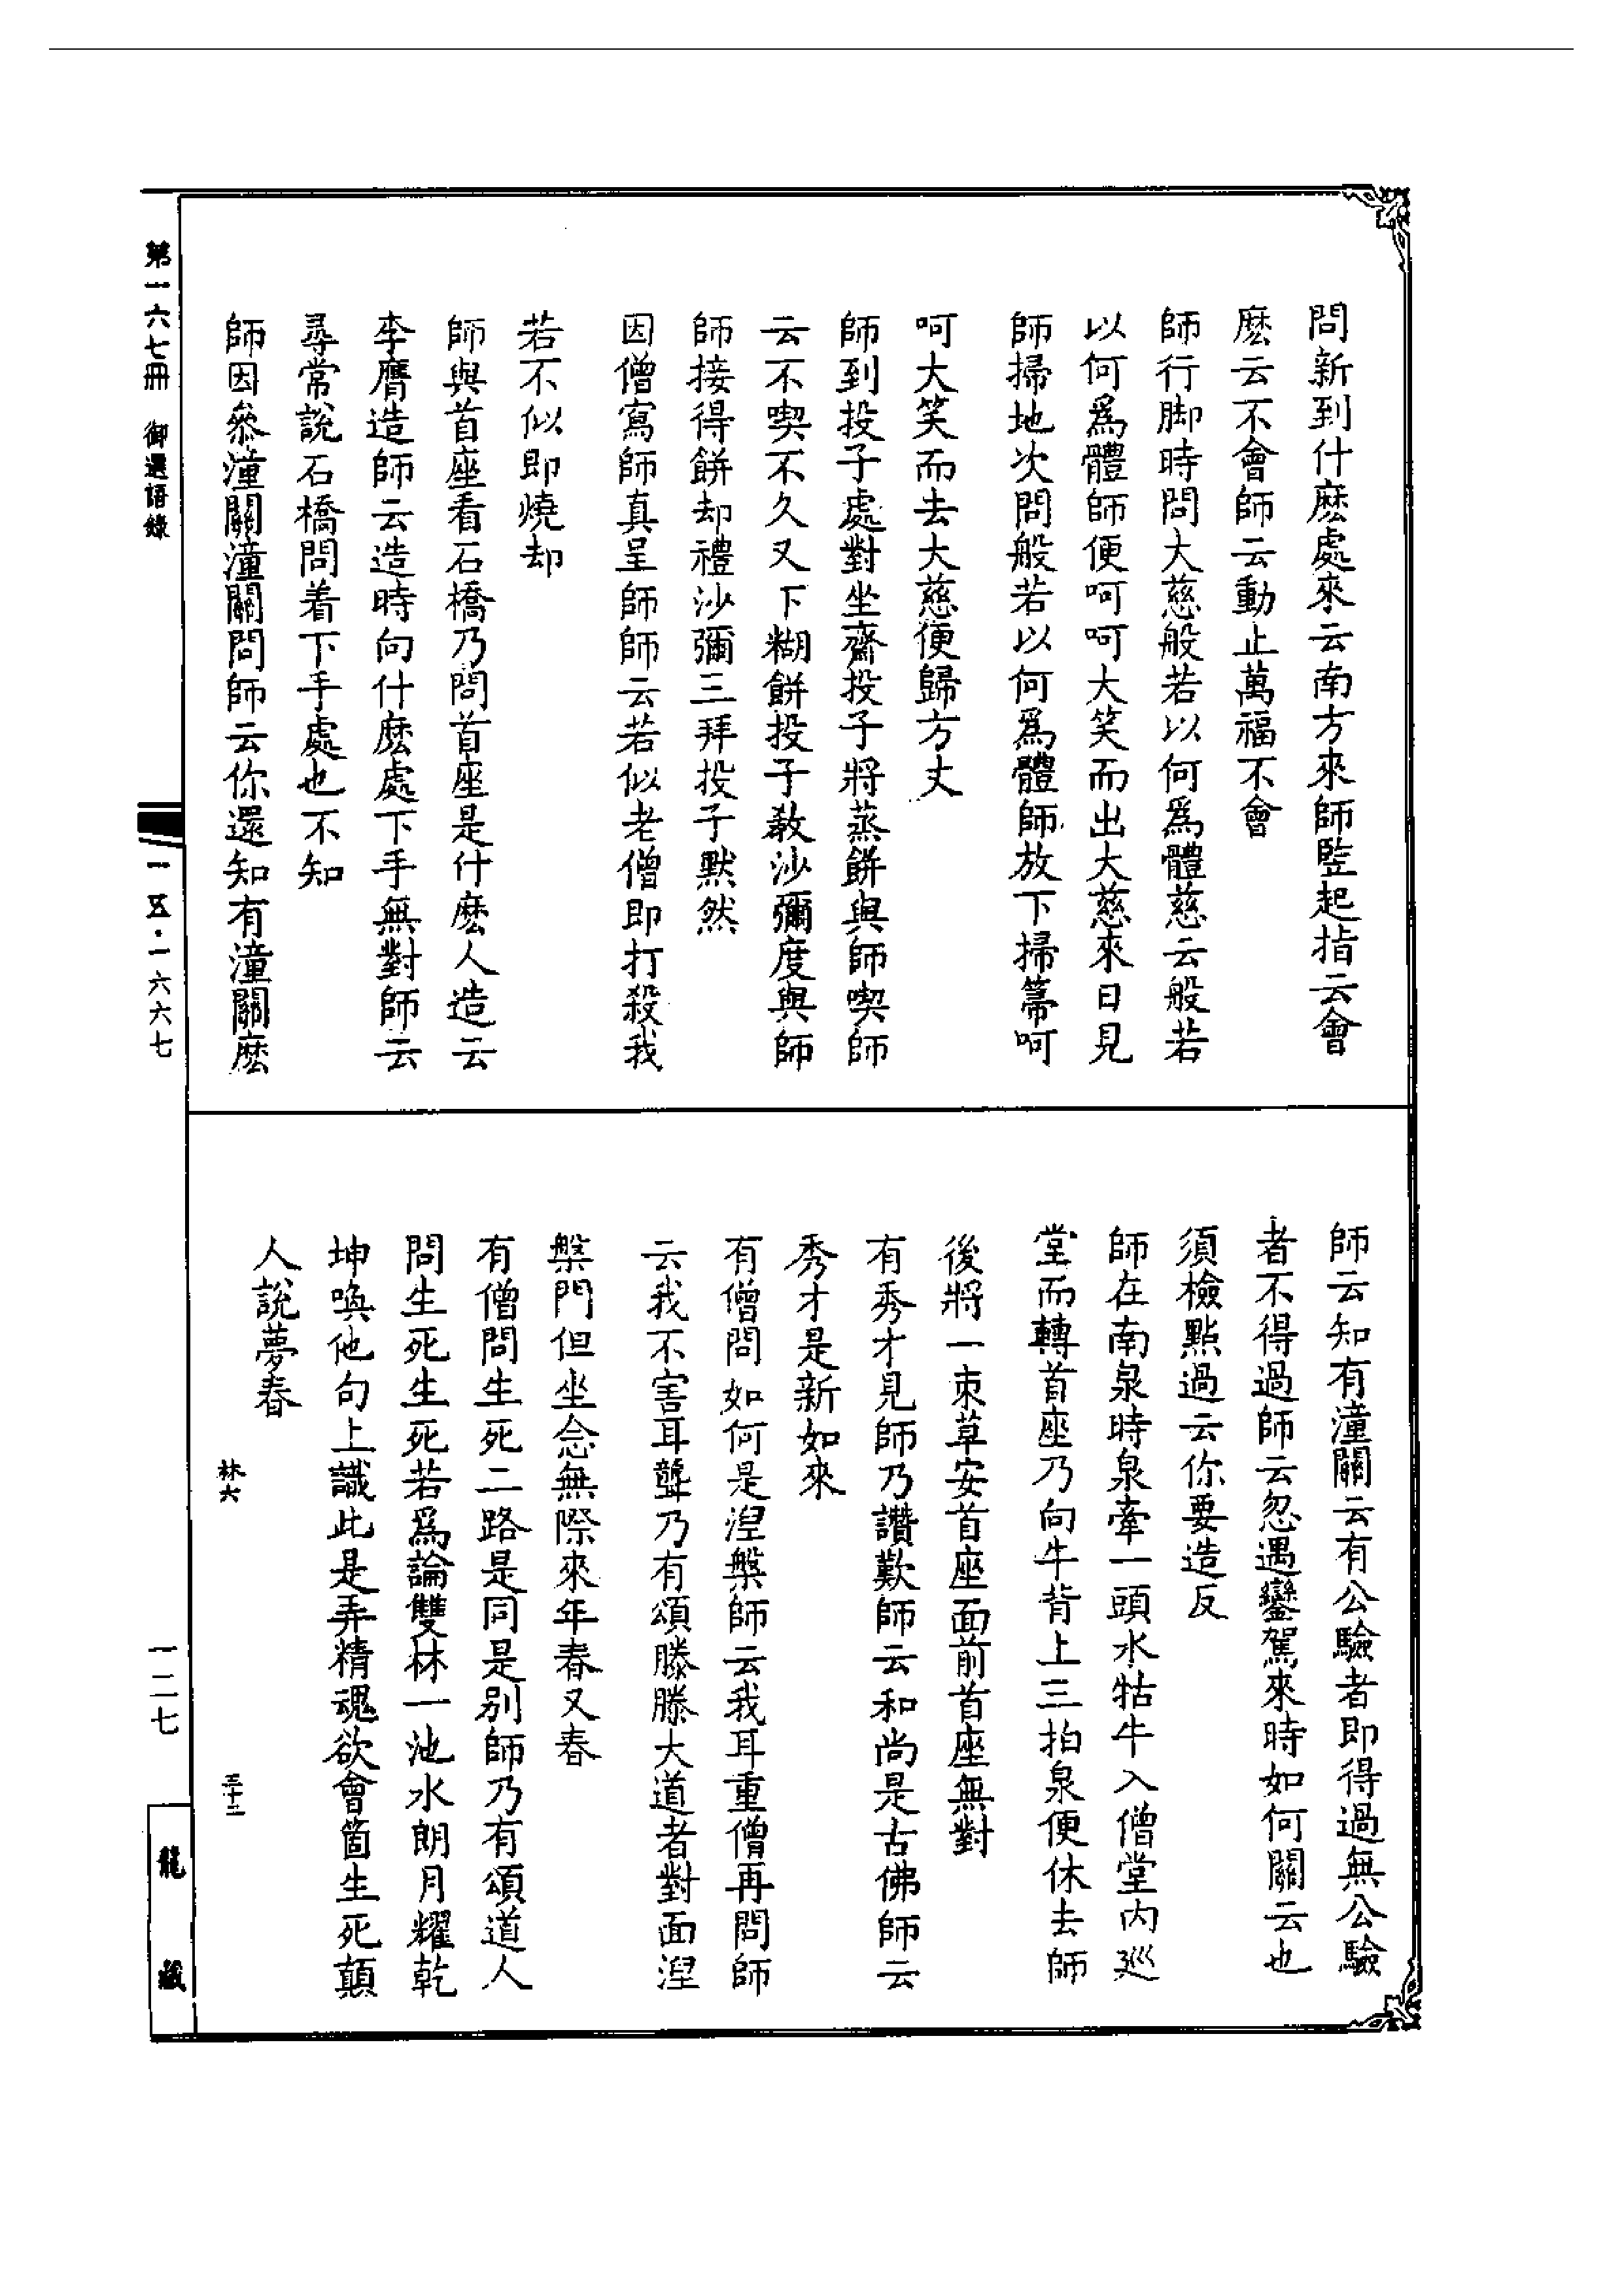 問新到什麽處來云南方來師竪起指云會
麽云不會師云動止萬福不會
師行脚時問大慈般若以何爲體慈云般若
以何爲體師便呵呵大笑而出大慈來日見
師掃地次問般若以何爲體師放下掃箒呵
呵大笑而去大慈便歸方丈
師到投子處對坐齋投子將蒸餅與師喫師
云不喫不久又下糊餅投子教沙彌度與師
師接得餅却禮沙彌三拜投子默然
因僧寫師真呈師師云若似老僧即打殺我
若不似即燒却
師與首座看石橋乃問首座是什麽人造云
李膺造師云造時向什麽處下手無對師云
尋常說石橋問着下手處也不知
師因叅潼關潼關問師云你還知有潼關麽
師云知有潼關云有公驗者即得過無公驗
者不得過師云忽遇鑾駕來時如何關云也
須檢點過云你要造反
師在南泉時泉牽一頭水牯牛入僧堂內巡
堂而轉首座乃向牛背上三拍泉便休去師
後將一束草安首座面前首座無對
有秀才見師乃讚歎師云和尚是古佛師云
秀才是新如來
有僧問如何是涅槃師云我耳重僧再問師
云我不害耳聾乃有頌滕滕大道者對面涅
槃門但坐念無際來年春又春
有僧問生死二路是同是別師乃有頌道人
問生死生死若爲論雙林一池水朗月耀乾
坤喚他句上識此是弄精魂欲會箇生死顛
人說夢春
林六
三十二
第一六七冊 御選語錄
一五·一六六七
一二七
龍藏